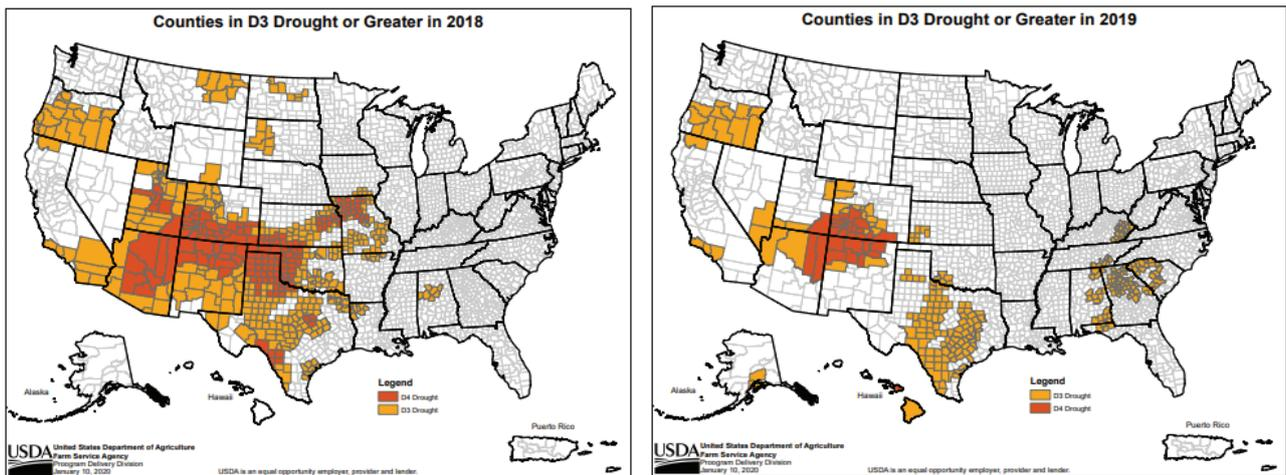 Counties in D3 Drought or Greater in 2018
Alaska
Hawaii
Legend
D4 Drought
D3 Drought
Puerto Rico
USDA
United States Department of Agriculture
Farm Service Agency
Proogram Delivery Division
January 10, 2020
USDA is an equal opportunity employer, provider and lender.
Counties in D3 Drought or Greater in 2019
Alaska
Hawaii
Legend
D3 Drought
D4 Drought
Puerto Rico
USDA
United States Department of Agriculture
Farm Service Agency
Proogram Delivery Division
January 10, 2020
USDA is an equal opportunity employer, provider and lender.